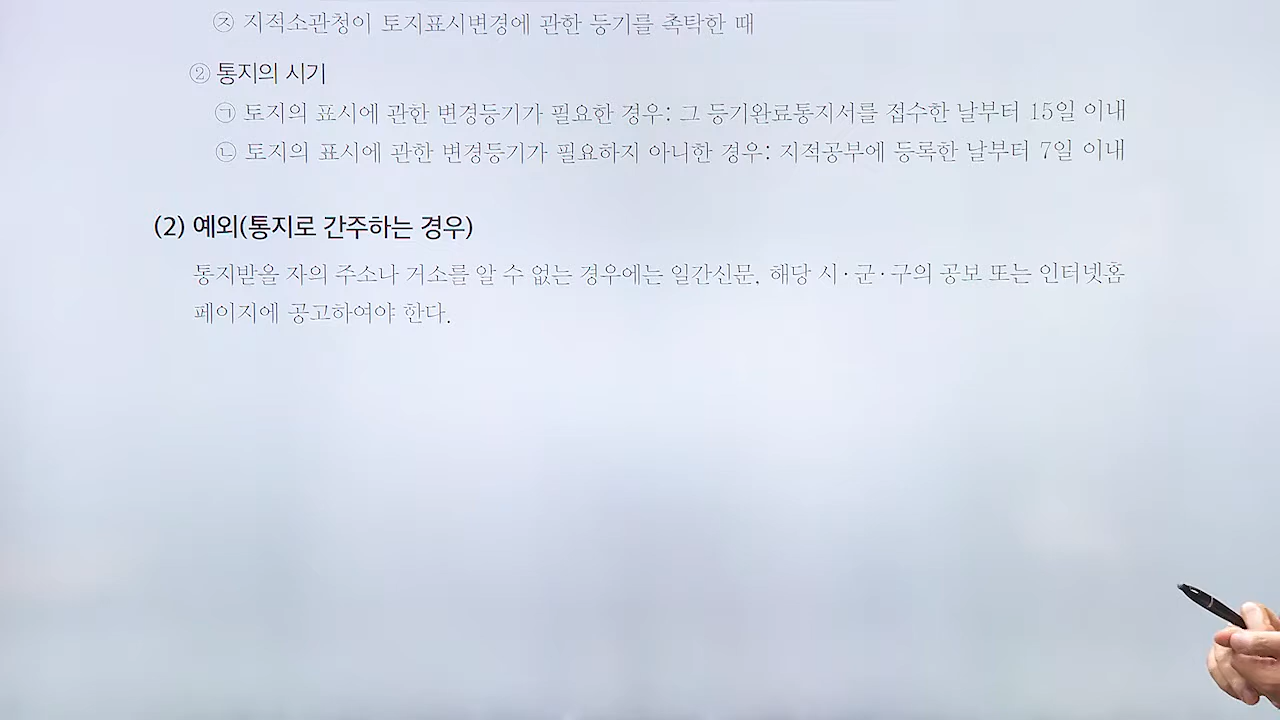 ㉨ 지적소관청이 토지표시변경에 관한 등기를 촉탁한 때
② 통지의 시기
㉠ 토지의 표시에 관한 변경등기가 필요한 경우: 그 등기완료통지서를 접수한 날부터 15일 이내
㉡ 토지의 표시에 관한 변경등기가 필요하지 아니한 경우: 지적공부에 등록한 날부터 7일 이내
(2) 예외(통지로 간주하는 경우)
통지받을 자의 주소나 거소를 알 수 없는 경우에는 일간신문, 해당 시·군·구의 공보 또는 인터넷홈
페이지에 공고하여야 한다.